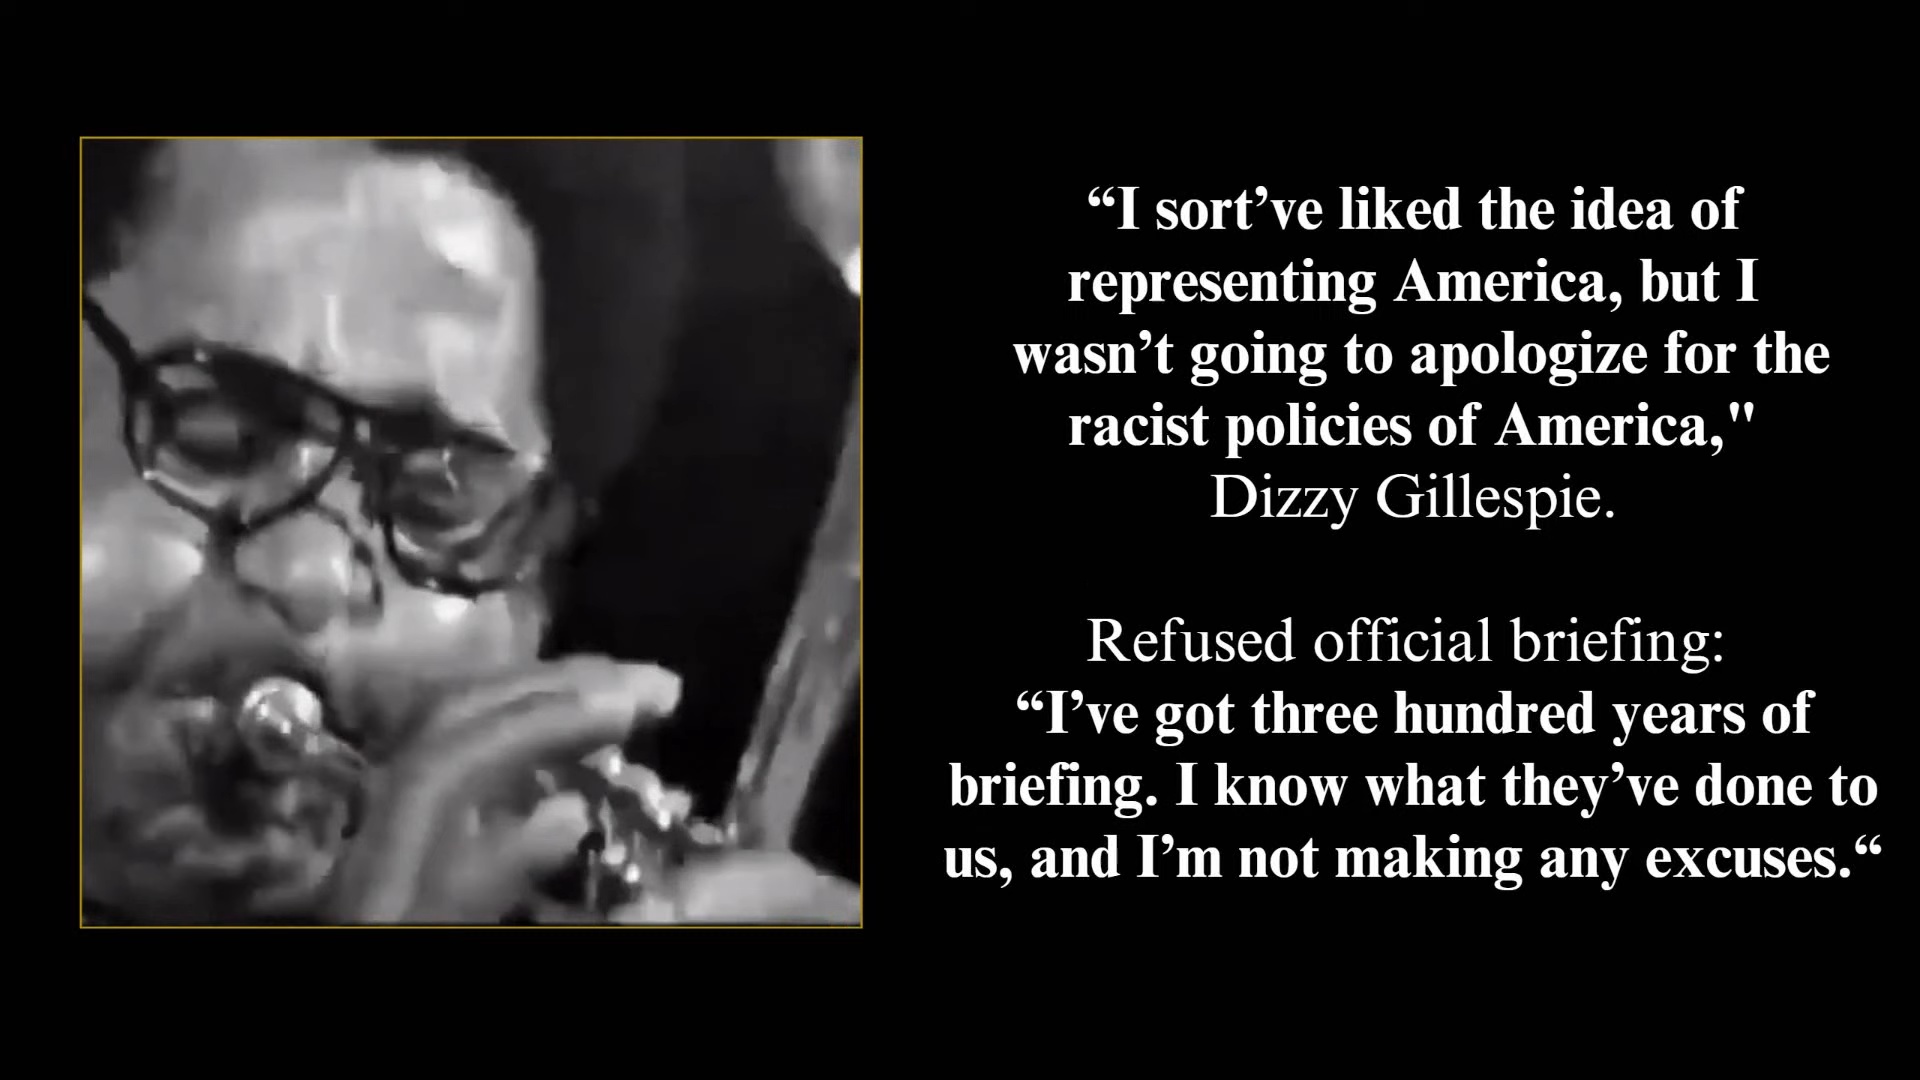 “I sort’ve liked the idea of
representing America, but I
wasn’t going to apologize for the
racist policies of America,"
Dizzy Gillespie.
Refused official briefing:
“I’ve got three hundred years of
briefing. I know what they’ve done to
us, and I’m not making any excuses.“